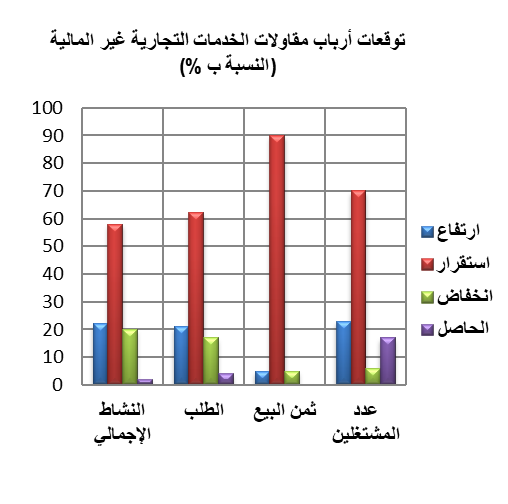 توقعات أرباب مقاولات الخدمات التجارية غير المالية
(النسبة ب %)
100
90
80
70
60
50
40
30
20
10
0
ارتفاع
استقرار
انخفاض
الحاصل
النشاط الإجمالي
الطلب
ثمن البيع
عدد المشتغلين